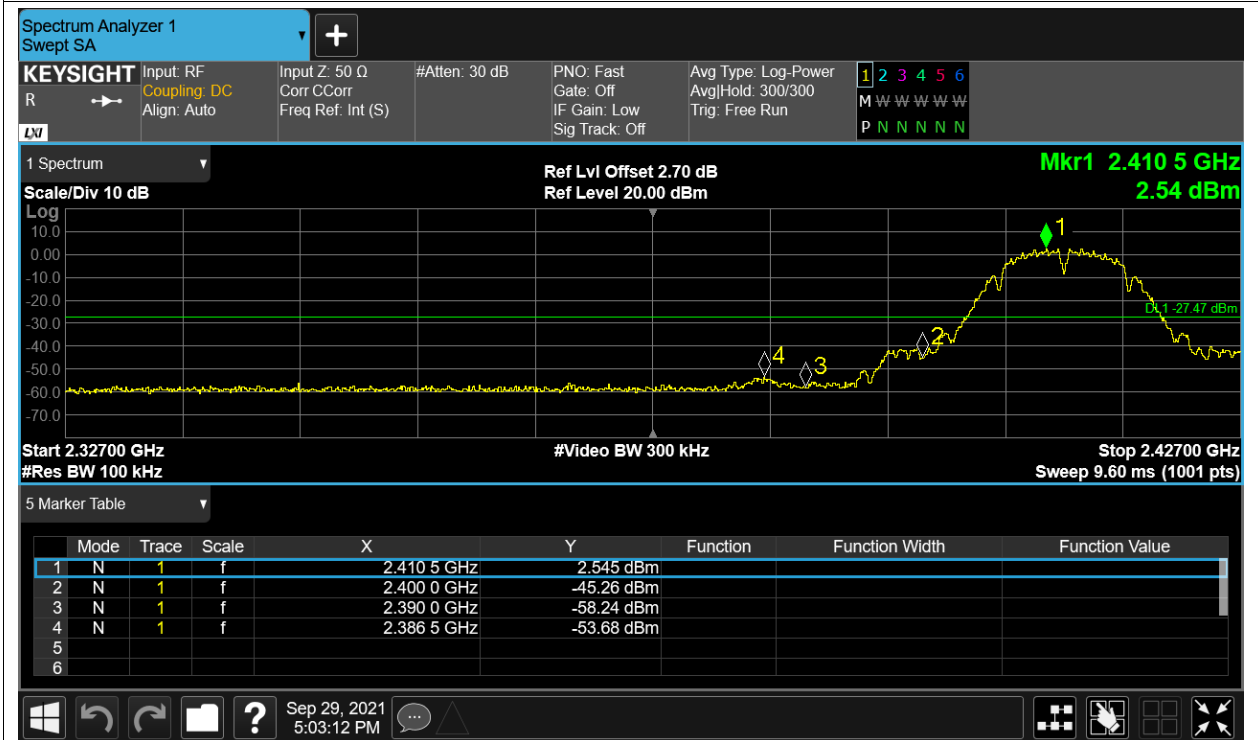 Spectrum Analyzer 1
Swept SA
+
KEYSIGHT Input: RF Input Z: 50 Ω #Atten: 30 dB PNO: Fast Avg Type: Log-Power 1 2 3 4 5 6
R Coupling: DC Corr CCorr Gate: Off Avg|Hold: 300/300 M W W W W W
Align: Auto Freq Ref: Int (S) IF Gain: Low Trig: Free Run
LXI Sig Track: Off P N N N N N
1 Spectrum
Ref Lvl Offset 2.70 dB Mkr1 2.410 5 GHz
Scale/Div 10 dB Ref Level 20.00 dBm 2.54 dBm
Log
1
10.0
0.00
-10.0
-20.0
DL1 -27.47 dBm
-30.0
2
-40.0
4
3
-50.0
-60.0
-70.0
Start 2.32700 GHz #Video BW 300 kHz Stop 2.42700 GHz
#Res BW 100 kHz Sweep 9.60 ms (1001 pts)
5 Marker Table
Mode Trace Scale X Y Function Function Width Function Value
1 N 1 f 2.410 5 GHz 2.545 dBm
2 N 1 f 2.400 0 GHz -45.26 dBm
3 N 1 f 2.390 0 GHz -58.24 dBm
4 N 1 f 2.386 5 GHz -53.68 dBm
5
6
? Sep 29, 2021
5:03:12 PM